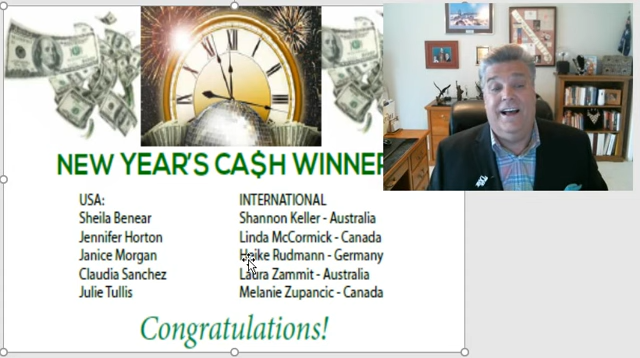 NEW YEAR'S CA$H WINNER
USA:
Sheila Benear
Jennifer Horton
Janice Morgan
Claudia Sanchez
Julie Tullis
INTERNATIONAL
Shannon Keller - Australia
Linda McCormick - Canada
Heike Rudmann - Germany
Laura Zammit - Australia
Melanie Zupancic - Canada
Congratulations!